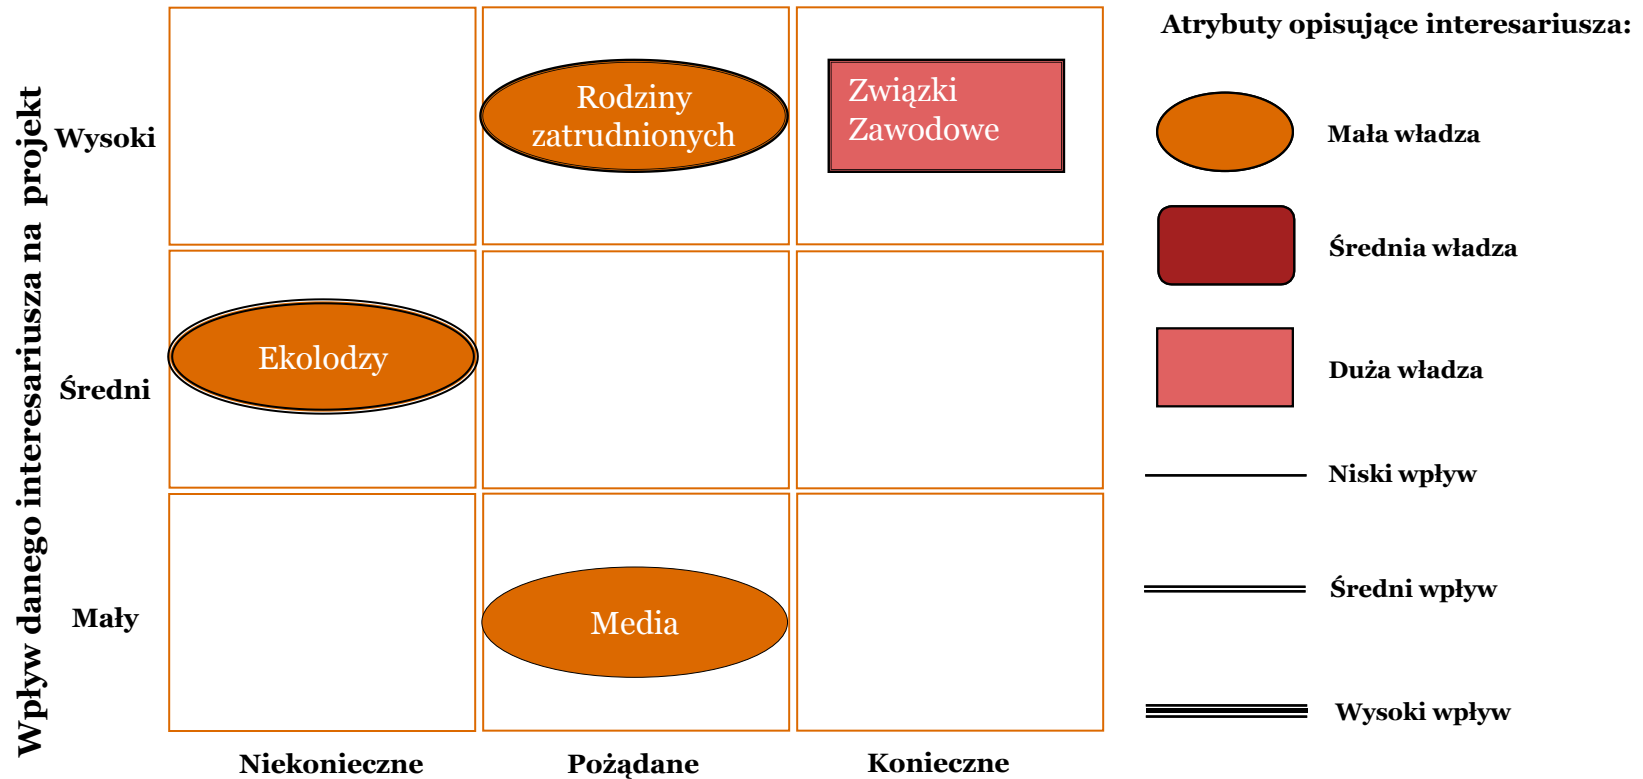 Atrybuty opisujące interesariusza:
Wpływ danego interesariusza na projekt
Wysoki
Rodziny
zatrudnionych
Związki
Zawodowe
Mała władza
Średnia władza
Średni
Ekolodzy
Duża władza
Niski wpływ
Mały
Media
Średni wpływ
Wysoki wpływ
Niekonieczne
Pożądane
Konieczne